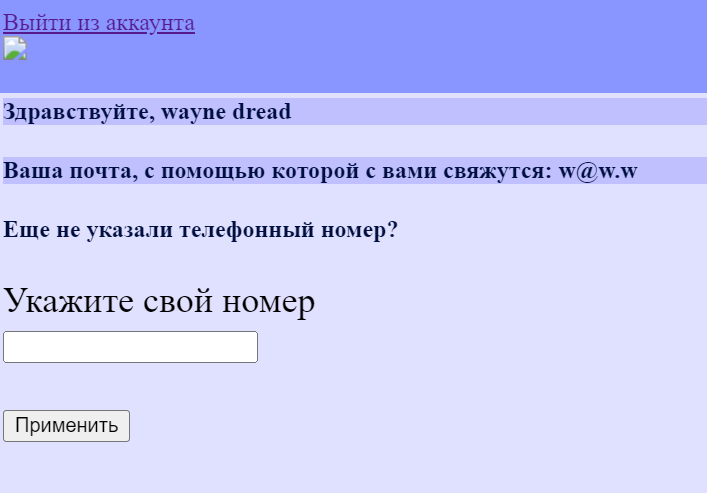 Выйти из аккаунта
Здравствуйте, wayne dread
Ваша почта, с помощью которой с вами свяжутся: w@w.w
Еще не указали телефонный номер?
Укажите свой номер
Применить